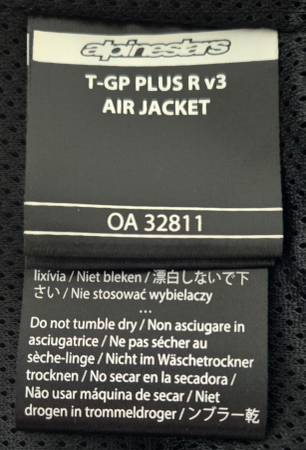 alpinestars
T-GP PLUS R v3
AIR JACKET
OA 32811
lixívia / Niet bleken / 漂白しないで下
さい / Nie stosować wybielaczy
...
Do not tumble dry / Non asciugare in
asciugatrice / Ne pas sécher au
sèche-linge / Nicht im Wäschetrockner
trocknen / No secar en la secadora /
Não usar máquina de secar / Niet
drogen in trommeldroger / ンブラー乾